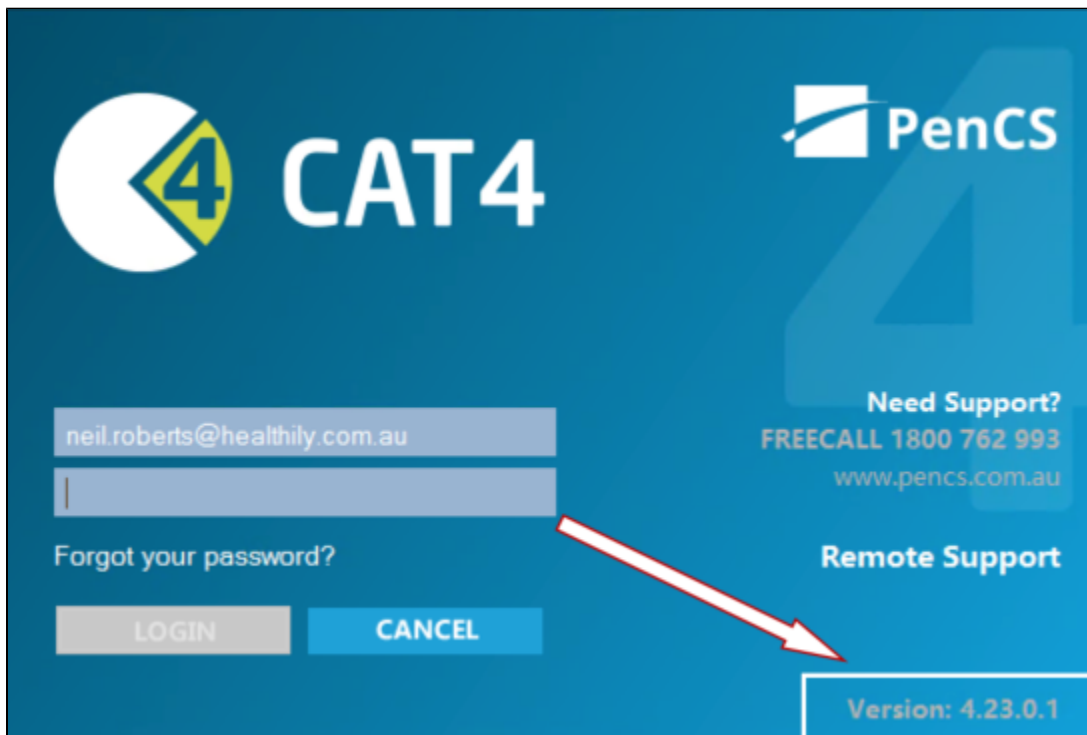 4 CAT4
PenCS
neil.roberts@healthily.com.au
Forgot your password?
LOGIN CANCEL
4
Need Support?
FREECALL 1800 762 993
www.pencs.com.au
Remote Support
Version: 4.23.0.1